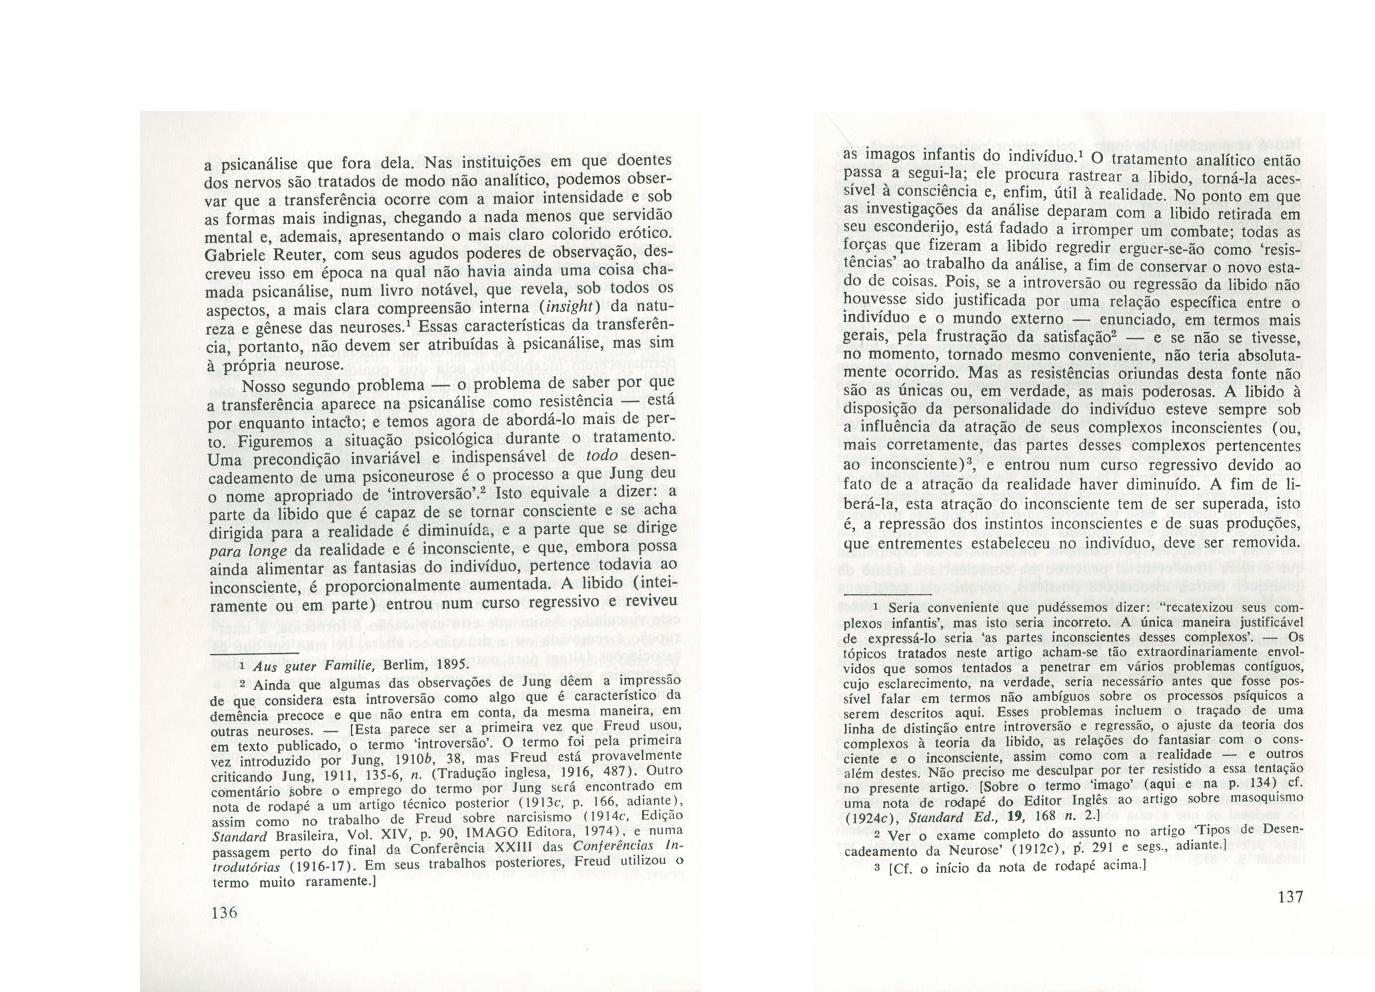 a psicanálise que fora dela. Nas instituições em que doentes
dos nervos são tratados de modo não analítico, podemos obser-
var que a transferência ocorre com a maior intensidade e sob
as formas mais indignas, chegando a nada menos que servidão
mental e, ademais, apresentando o mais claro colorido erótico.
Gabriele Reuter, com seus agudos poderes de observação, des-
creveu isso em época na qual não havia ainda uma coisa cha-
mada psicanálise, num livro notável, que revela, sob todos os
aspectos, a mais clara compreensão interna (insight) da natu-
reza e gênese das neuroses.¹ Essas características da transferên-
cia, portanto, não devem ser atribuídas à psicanálise, mas sim
à própria neurose.
Nosso segundo problema — o problema de saber por que
a transferência aparece na psicanálise como resistência — está
por enquanto intacto; e temos agora de abordá-lo mais de per-
to. Figuremos a situação psicológica durante o tratamento.
Uma precondição invariável e indispensável de todo desen-
cadeamento de uma psiconeurose é o processo a que Jung deu
o nome apropriado de ‘introversão’.² Isto equivale a dizer: a
parte da libido que é capaz de se tornar consciente e se acha
dirigida para a realidade é diminuída, e a parte que se dirige
para longe da realidade e é inconsciente, e que, embora possa
ainda alimentar as fantasias do indivíduo, pertence todavia ao
inconsciente, é proporcionalmente aumentada. A libido (intei-
ramente ou em parte) entrou num curso regressivo e reviveu
1 Aus guter Familie, Berlim, 1895.
2 Ainda que algumas das observações de Jung dêem a impressão
de que considera esta introversão como algo que é característico da
demência precoce e que não entra em conta, da mesma maneira, em
outras neuroses. — [Esta parece ser a primeira vez que Freud usou,
em texto publicado, o termo ‘introversão’. O termo foi pela primeira
vez introduzido por Jung, 1910b, 38, mas Freud está provavelmente
criticando Jung, 1911, 135-6, n. (Tradução inglesa, 1916, 487). Outro
comentário sobre o emprego do termo por Jung será encontrado em
nota de rodapé a um artigo técnico posterior (1913c, p. 166, adiante),
assim como no trabalho de Freud sobre narcisismo (1914c, Edição
Standard Brasileira, Vol. XIV, p. 90, IMAGO Editora, 1974), e numa
passagem perto do final da Conferência XXIII das Conferências In-
trodutórias (1916-17). Em seus trabalhos posteriores, Freud utilizou o
termo muito raramente.]
136
as imagos infantis do indivíduo.¹ O tratamento analítico então
passa a segui-la; ele procura rastrear a libido, torná-la aces-
sível à consciência e, enfim, útil à realidade. No ponto em que
as investigações da análise deparam com a libido retirada em
seu esconderijo, está fadado a irromper um combate; todas as
forças que fizeram a libido regredir erguer-se-ão como ‘resis-
tências’ ao trabalho da análise, a fim de conservar o novo esta-
do de coisas. Pois, se a introversão ou regressão da libido não
houvesse sido justificada por uma relação específica entre o
indivíduo e o mundo externo — enunciado, em termos mais
gerais, pela frustração da satisfação² — e se não se tivesse,
no momento, tornado mesmo conveniente, não teria absoluta-
mente ocorrido. Mas as resistências oriundas desta fonte não
são as únicas ou, em verdade, as mais poderosas. A libido à
disposição da personalidade do indivíduo esteve sempre sob
a influência da atração de seus complexos inconscientes (ou,
mais corretamente, das partes desses complexos pertencentes
ao inconsciente)³, e entrou num curso regressivo devido ao
fato de a atração da realidade haver diminuído. A fim de li-
berá-la, esta atração do inconsciente tem de ser superada, isto
é, a repressão dos instintos inconscientes e de suas produções,
que entrementes estabeleceu no indivíduo, deve ser removida.
1 Seria conveniente que pudéssemos dizer: “recatexizou seus com-
plexos infantis’, mas isto seria incorreto. A única maneira justificável
de expressá-lo seria ‘as partes inconscientes desses complexos’. — Os
tópicos tratados neste artigo acham-se tão extraordinariamente envol-
vidos que somos tentados a penetrar em vários problemas contíguos,
cujo esclarecimento, na verdade, seria necessário antes que fosse pos-
sível falar em termos não ambíguos sobre os processos psíquicos a
serem descritos aqui. Esses problemas incluem o traçado de uma
linha de distinção entre introversão e regressão, o ajuste da teoria dos
complexos à teoria da libido, as relações do fantasiar com o cons-
ciente e o inconsciente, assim como com a realidade — e outros
além destes. Não preciso me desculpar por ter resistido a essa tentação
no presente artigo. [Sobre o termo ‘imago’ (aqui e na p. 134) cf.
uma nota de rodapé do Editor Inglês ao artigo sobre masoquismo
(1924c), Standard Ed., 19, 168 n. 2.]
2 Ver o exame completo do assunto no artigo ‘Tipos de Desen-
cadeamento da Neurose’ (1912c), p. 291 e segs., adiante.]
3 [Cf. o início da nota de rodapé acima.]
137